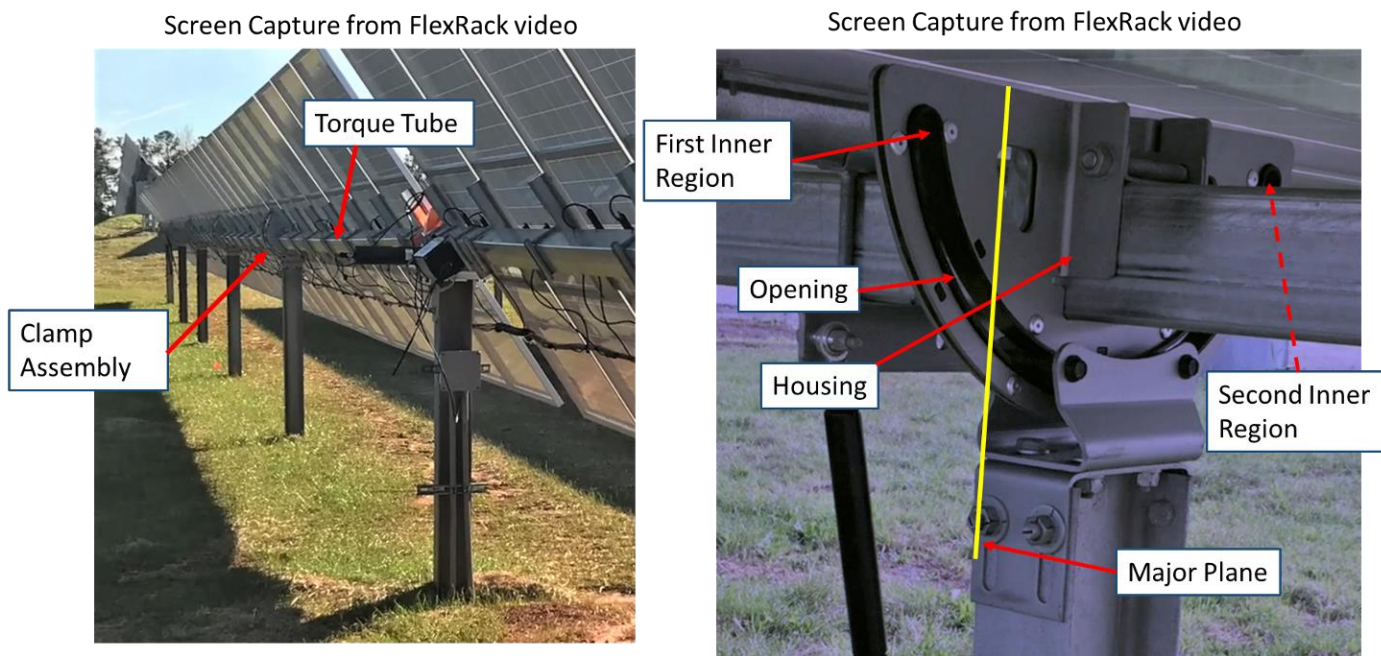 Screen Capture from FlexRack video
Torque Tube
Clamp
Assembly
Screen Capture from FlexRack video
First Inner
Region
Opening
Housing
Second Inner
Region
Major Plane